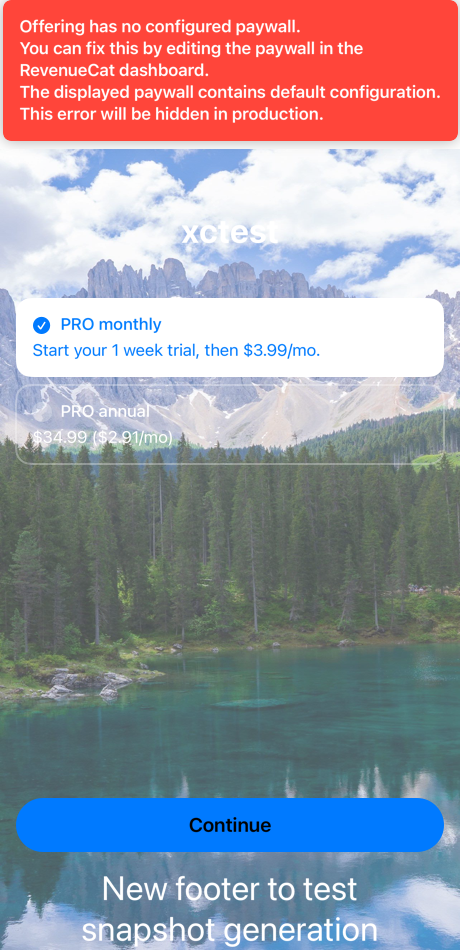 Offering has no configured paywall.
You can fix this by editing the paywall in the
RevenueCat dashboard.
The displayed paywall contains default configuration.
This error will be hidden in production.
xctest
PRO monthly
Start your 1 week trial, then $3.99/mo.
PRO annual
$34.99 ($2.91/mo)
Continue
New footer to test
snapshot generation